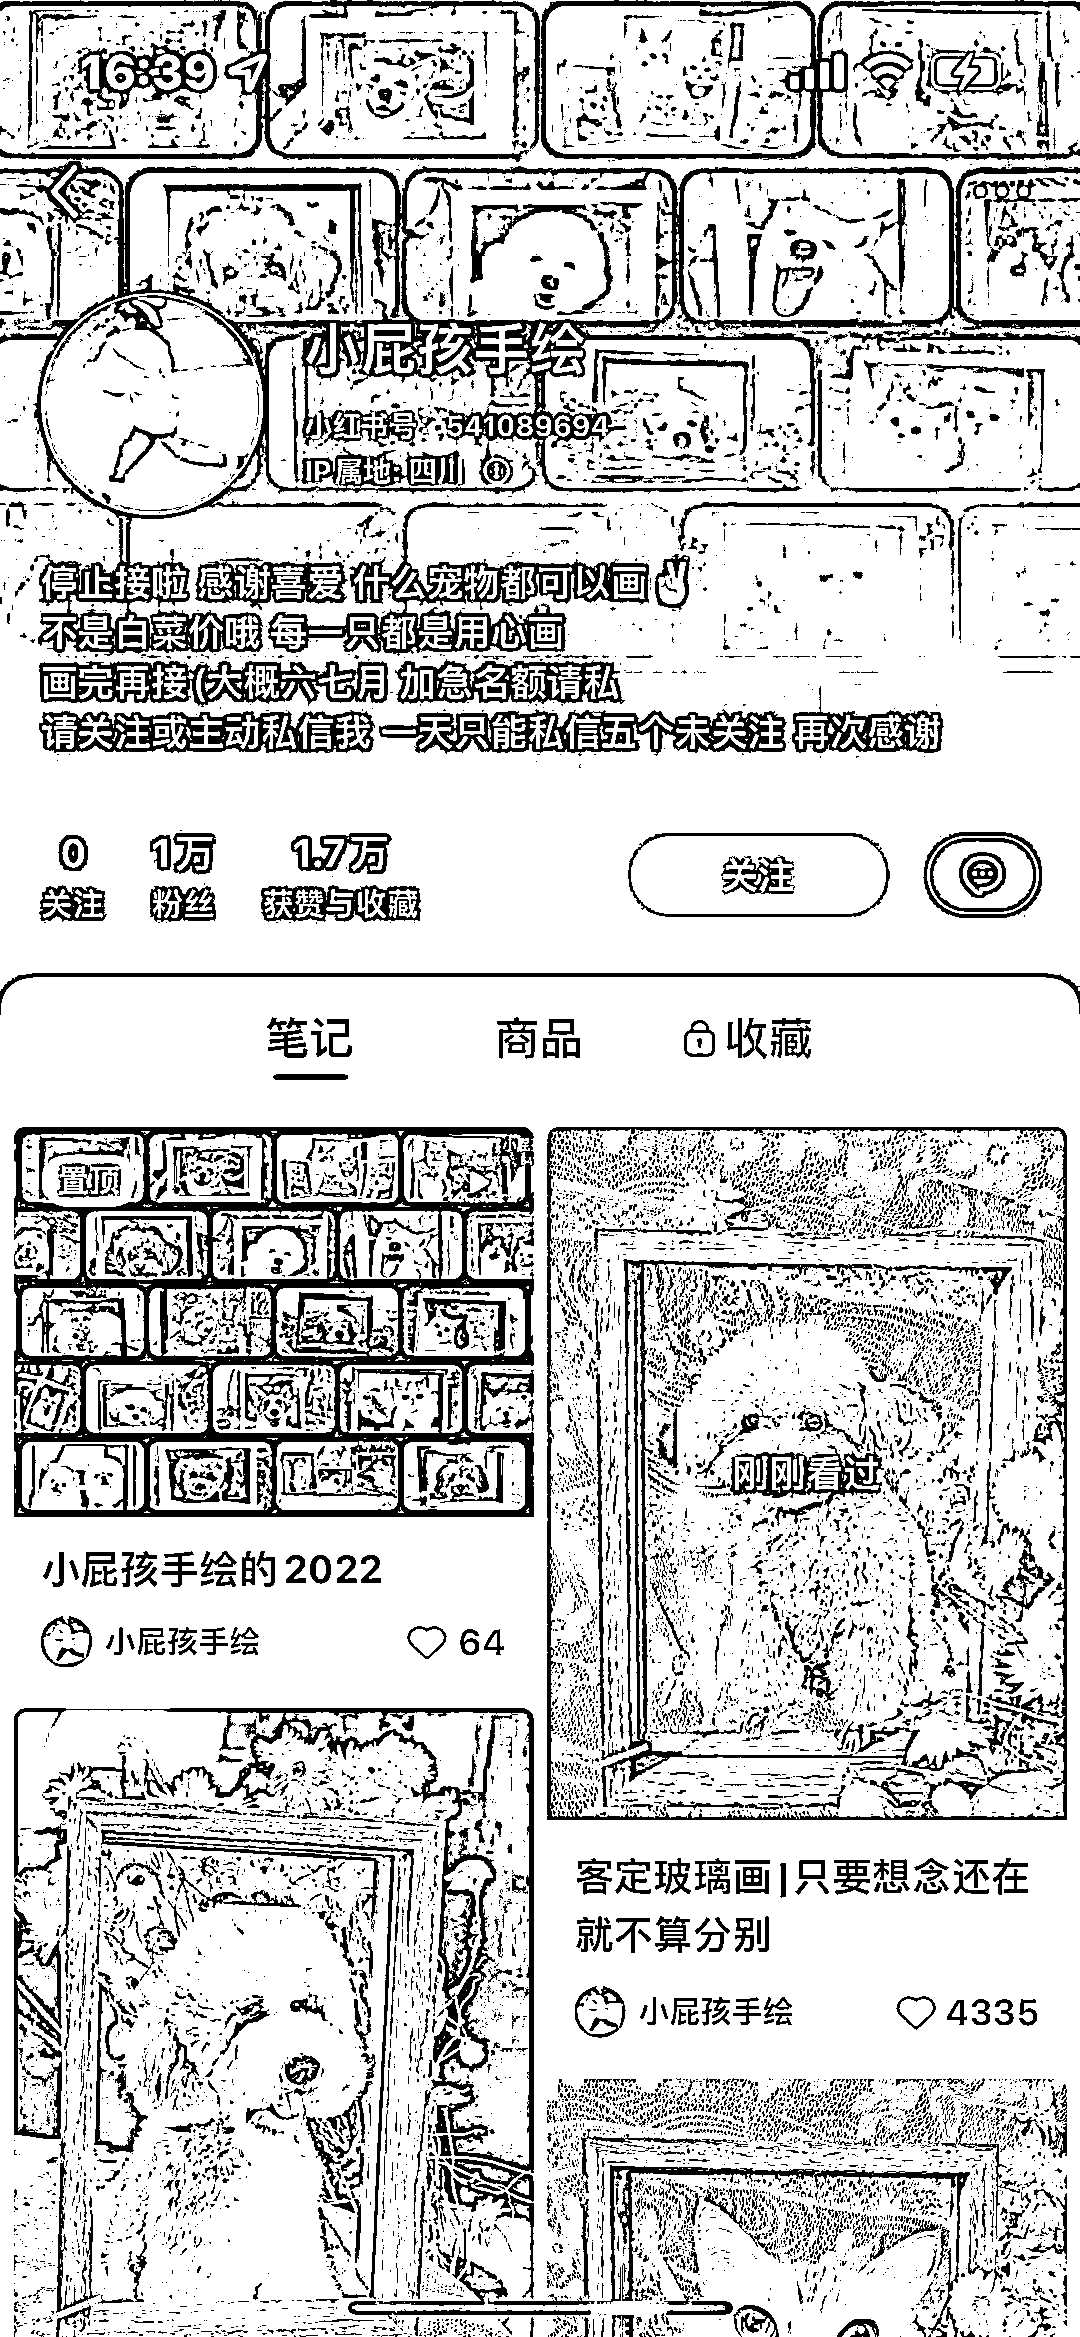 16:39
小屁孩手绘
小红书号：541089694
IP属地：四川
停止接啦 感谢喜爱 什么宠物都可以画✌
不是白菜价哦 每一只都是用心画
画完再接(大概六七月 加急名额请私
请关注或主动私信我 一天只能私信五个未关注 再次感谢
0 1万 1.7万
关注 粉丝 获赞与收藏
关注
笔记 商品 收藏
置顶
小屁孩手绘的2022
小屁孩手绘 64
刚刚看过
客定玻璃画|只要想念还在
就不算分别
小屁孩手绘 4335